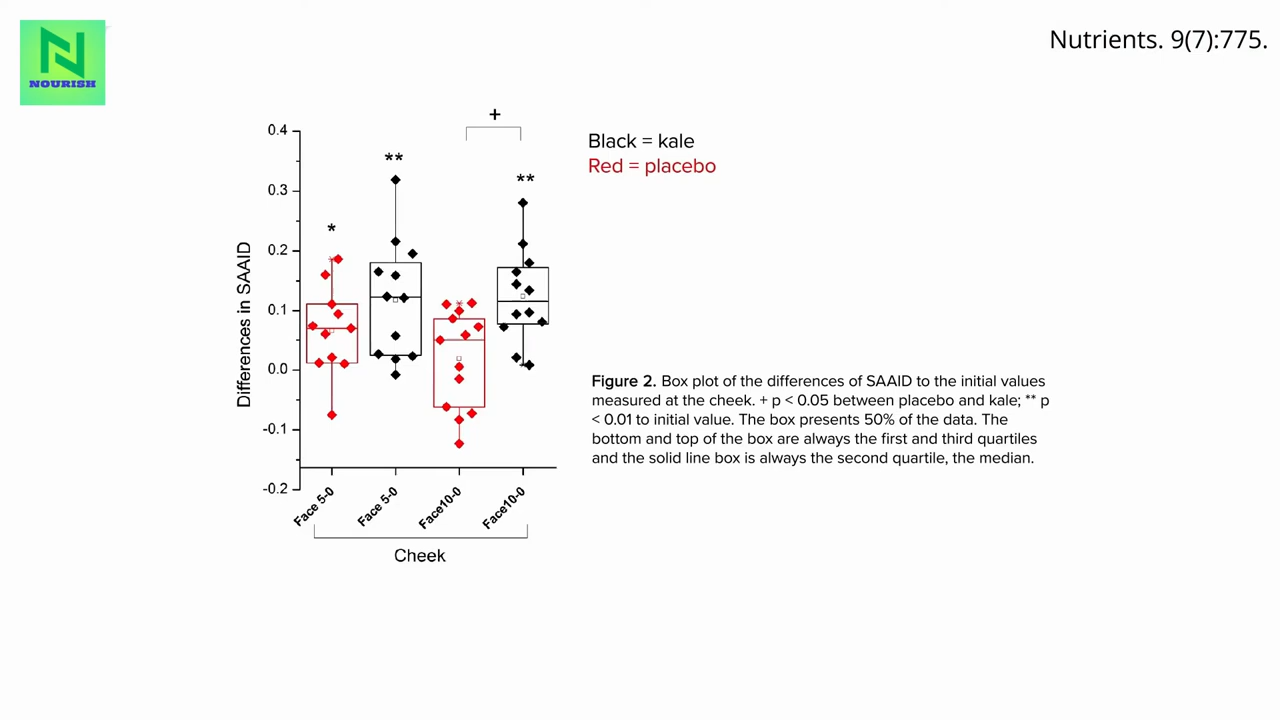 NOURISH
Nutrients. 9(7):775.
+
**
**
*
0.4
0.3
0.2
0.1
0.0
-0.1
-0.2
Differences in SAAID
Face 5-0
Face 5-0
Face10-0
Face10-0
Cheek
Black = kale
Red = placebo
Figure 2. Box plot of the differences of SAAID to the initial values
measured at the cheek. + p < 0.05 between placebo and kale; ** p
< 0.01 to initial value. The box presents 50% of the data. The
bottom and top of the box are always the first and third quartiles
and the solid line box is always the second quartile, the median.